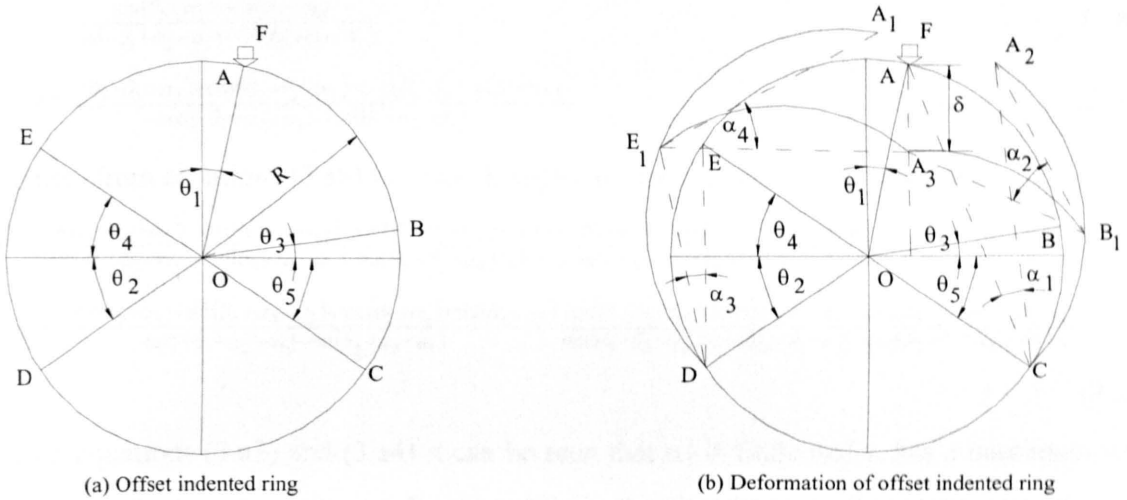 F
A
E
θ1
R
θ4
θ3
B
θ2
O
θ5
D
C
(a) Offset indented ring
A1
F
A2
A
δ
α4
E1
E
α2
θ1
A3
θ4
θ3
B
B1
θ2
O
θ5
α1
α3
D
C
(b) Deformation of offset indented ring